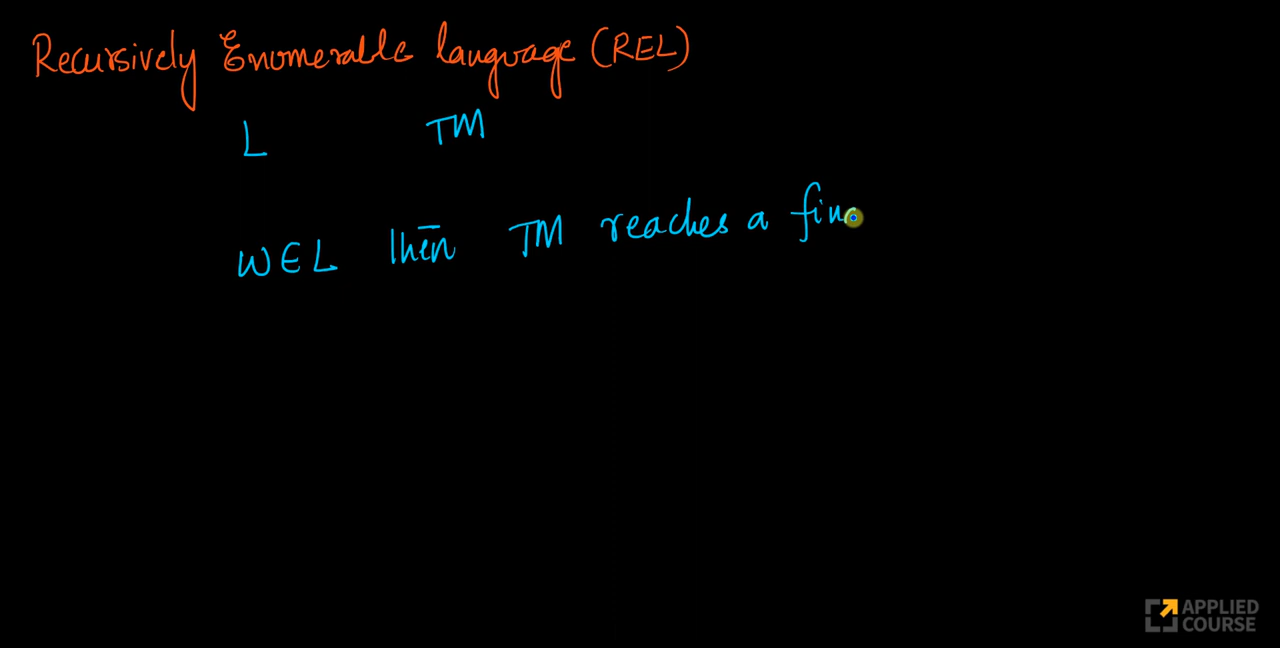 Recursively Enumerable language (REL)
L TM
W ∈ L then TM reaches a fin
APPLIED
COURSE